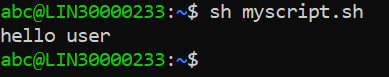 abc@LIN30000233:~$ sh myscript.sh
hello user
abc@LIN30000233:~$